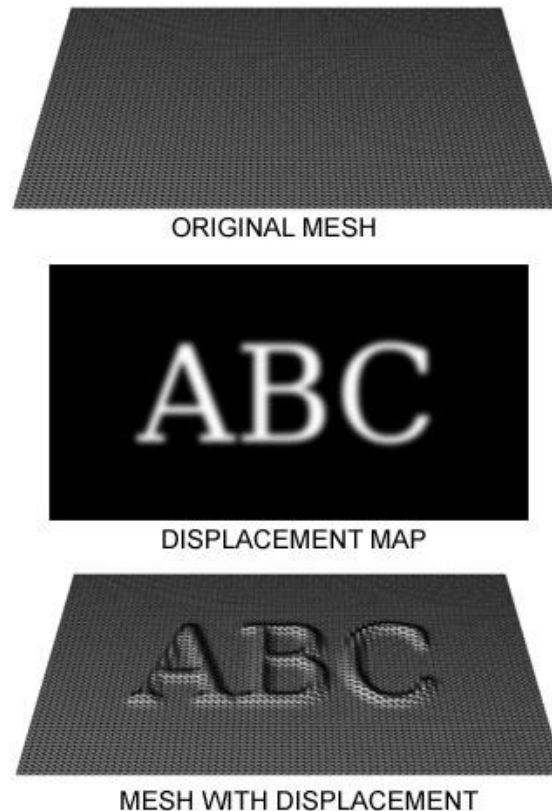 ORIGINAL MESH
ABC
DISPLACEMENT MAP
ABC
MESH WITH DISPLACEMENT